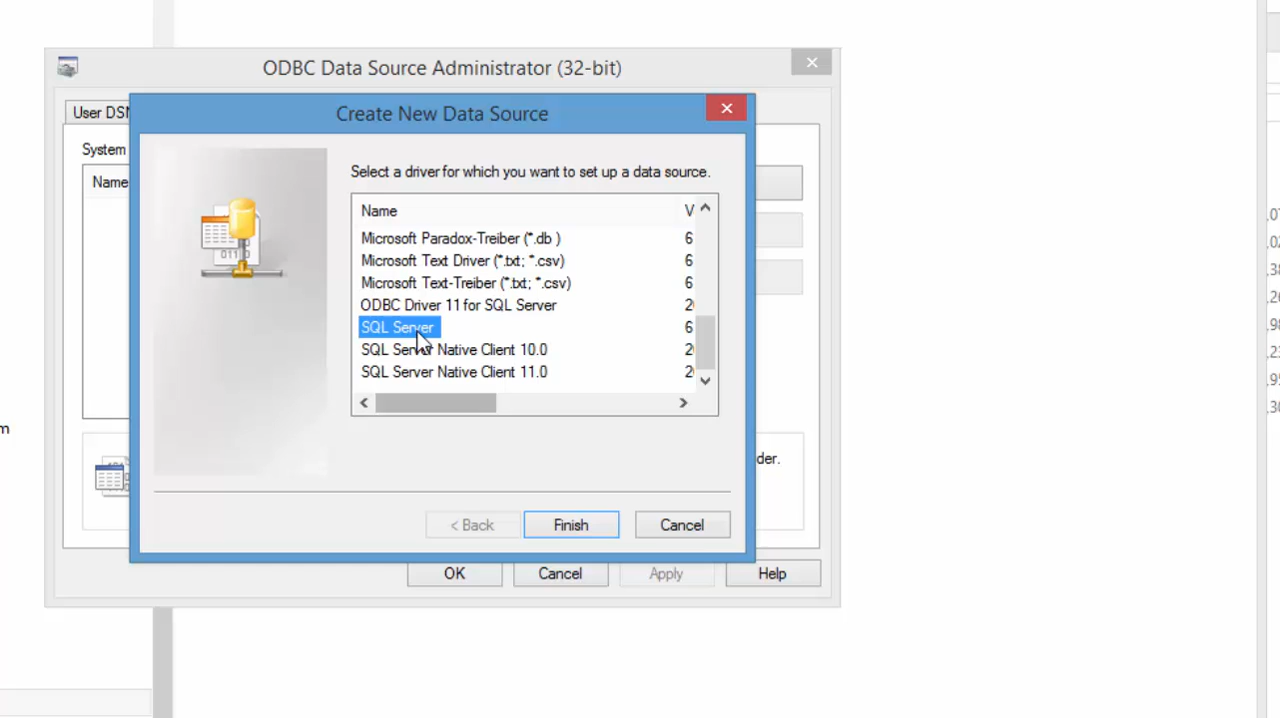 ODBC Data Source Administrator (32-bit)
User DSN
Create New Data Source
System
Name
Select a driver for which you want to set up a data source.
Name V
Microsoft Paradox-Treiber (*.db ) 6
Microsoft Text Driver (*.txt; *.csv) 6
Microsoft Text-Treiber (*.txt; *.csv) 6
ODBC Driver 11 for SQL Server 2
SQL Server 6
SQL Server Native Client 10.0 2
SQL Server Native Client 11.0 2
m
der.
< Back Finish Cancel
OK Cancel Apply Help